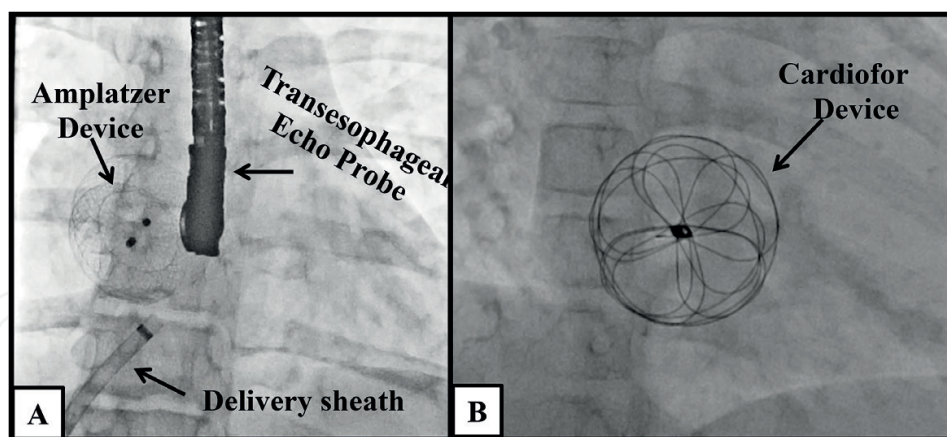 Amplatzer
Device
Transesophageal
Echo Probe
Delivery sheath
A
Cardiofor
Device
B